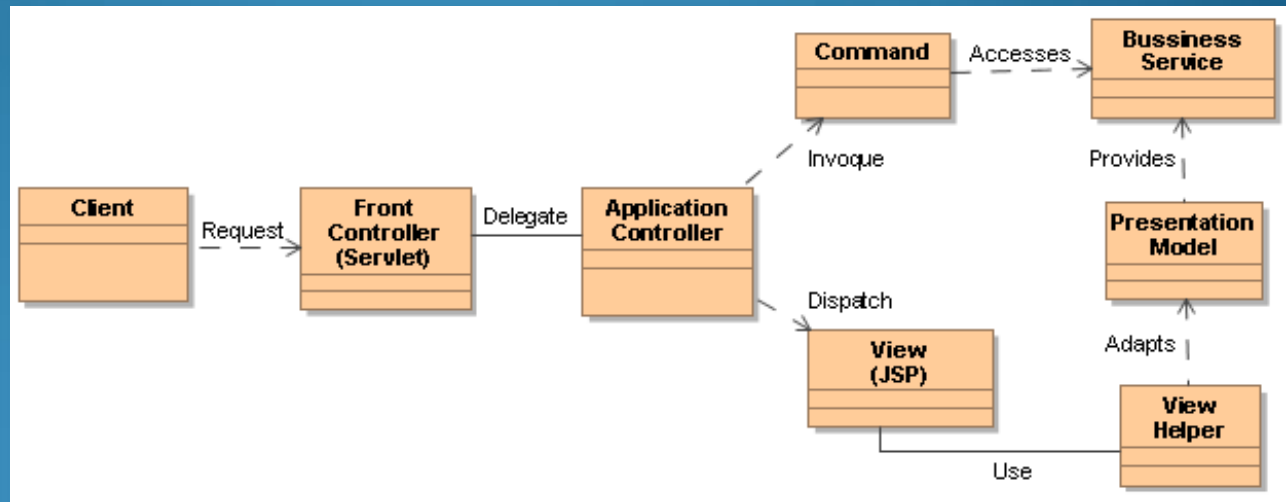 Command
Accesses
Bussiness
Service
Invoque
Provides
Client
Request
Front
Controller
(Servlet)
Delegate
Application
Controller
Presentation
Model
Dispatch
View
(JSP)
Adapts
View
Helper
Use